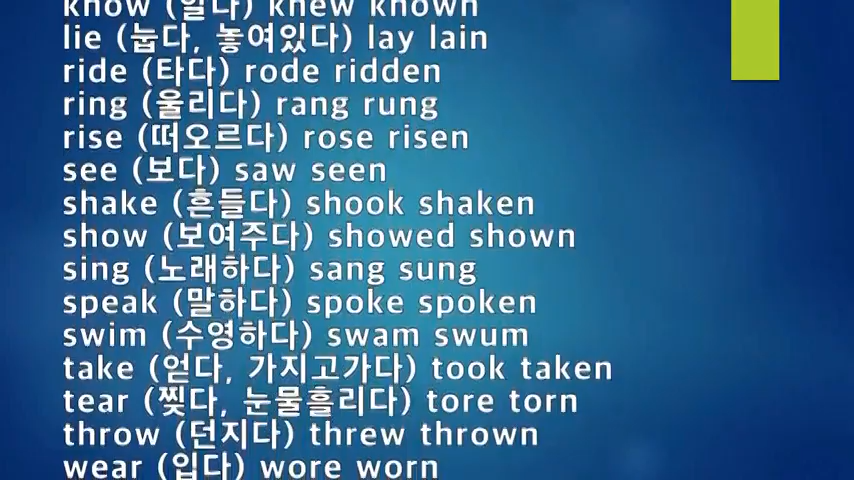 know (알다) knew known
lie (눕다, 놓여있다) lay lain
ride (타다) rode ridden
ring (울리다) rang rung
rise (떠오르다) rose risen
see (보다) saw seen
shake (흔들다) shook shaken
show (보여주다) showed shown
sing (노래하다) sang sung
speak (말하다) spoke spoken
swim (수영하다) swam swum
take (얻다, 가지고가다) took taken
tear (찢다, 눈물흘리다) tore torn
throw (던지다) threw thrown
wear (입다) wore worn